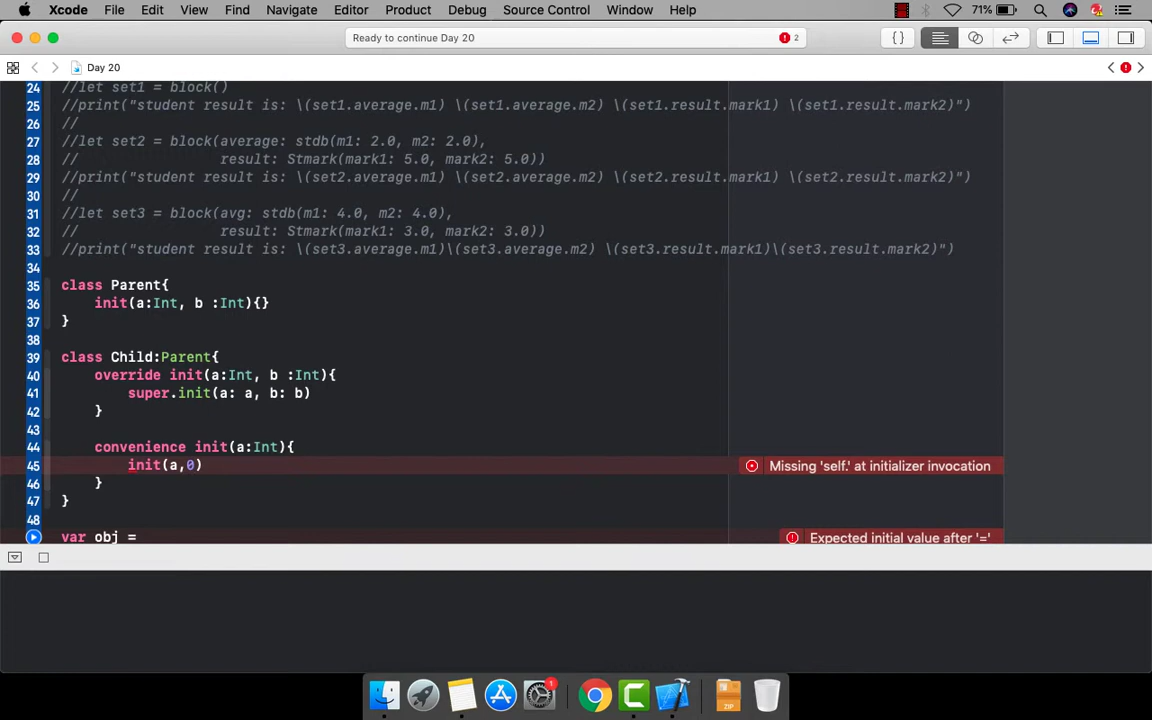 Xcode File Edit View Find Navigate Editor Product Debug Source Control Window Help 71%
Ready to continue Day 20 2
{ }
Day 20
24 //let set1 = block()
25 //print("student result is: \(set1.average.m1) \(set1.average.m2) \(set1.result.mark1) \(set1.result.mark2)")
26 //
27 //let set2 = block(average: stdb(m1: 2.0, m2: 2.0),
28 // result: Stmark(mark1: 5.0, mark2: 5.0))
29 //print("student result is: \(set2.average.m1) \(set2.average.m2) \(set2.result.mark1) \(set2.result.mark2)")
30 //
31 //let set3 = block(avg: stdb(m1: 4.0, m2: 4.0),
32 // result: Stmark(mark1: 3.0, mark2: 3.0))
33 //print("student result is: \(set3.average.m1)\(set3.average.m2) \(set3.result.mark1)\(set3.result.mark2)")
34
35 class Parent{
36 init(a:Int, b :Int){}
37 }
38
39 class Child:Parent{
40 override init(a:Int, b :Int){
41 super.init(a: a, b: b)
42 }
43
44 convenience init(a:Int){
45 init(a,0) Missing 'self.' at initializer invocation
46 }
47 }
48
var obj = Expected initial value after '='
1
ZIP